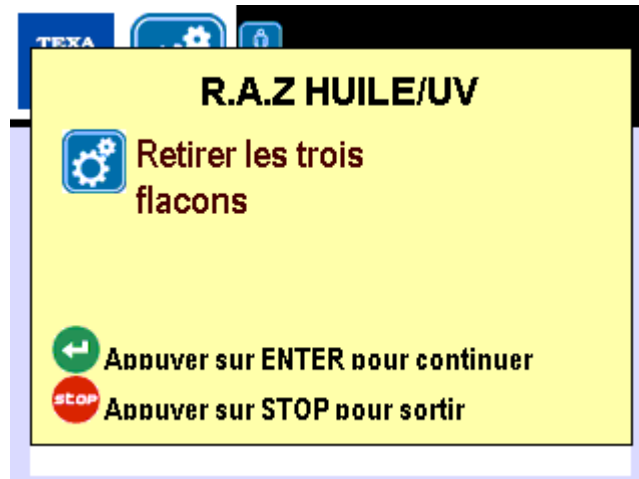 TEXA
R.A.Z HUILE/UV
Retirer les trois
flacons
Appuyer sur ENTER pour continuer
STOP Appuyer sur STOP pour sortir